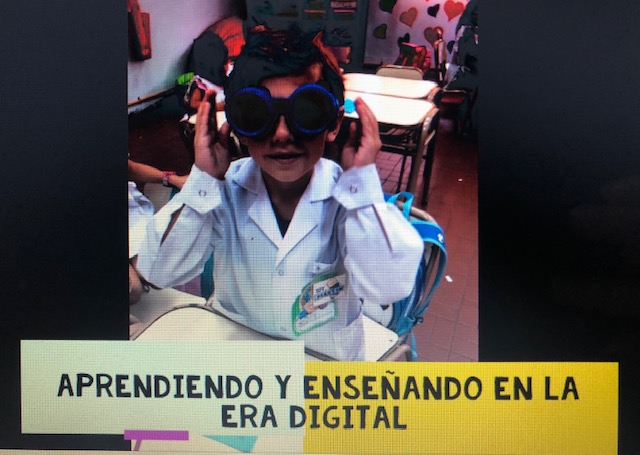 APRENDIENDO Y ENSEÑANDO EN LA
ERA DIGITAL